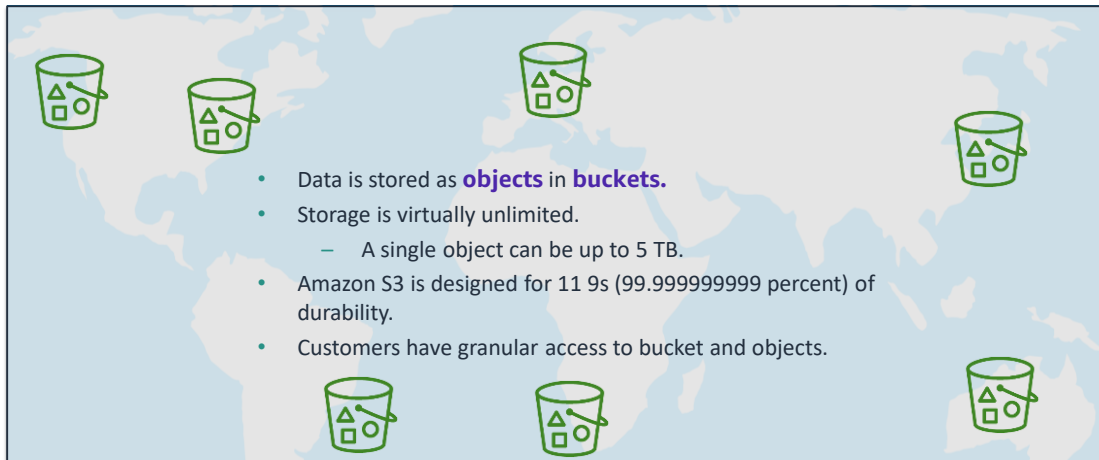 • Data is stored as objects in buckets.
• Storage is virtually unlimited.
– A single object can be up to 5 TB.
• Amazon S3 is designed for 11 9s (99.999999999 percent) of
durability.
• Customers have granular access to bucket and objects.